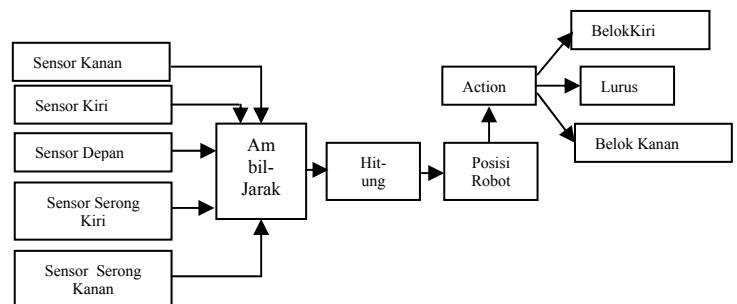 Sensor Kanan
Sensor Kiri
Sensor Depan
Sensor Serong
Kiri
Sensor Serong
Kanan
Am
bil-
Jarak
Hit-
ung
Posisi
Robot
Action
BelokKiri
Lurus
Belok Kanan